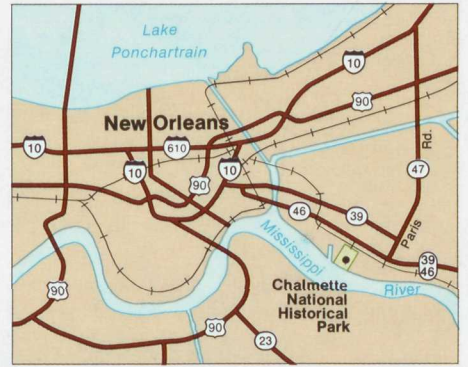 Lake
Ponchartrain
10
90
New Orleans
10
610
10
10
90
47
Rd.
46
39
Paris
39
46
Mississippi
River
Chalmette
National
Historical
Park
90
90
23